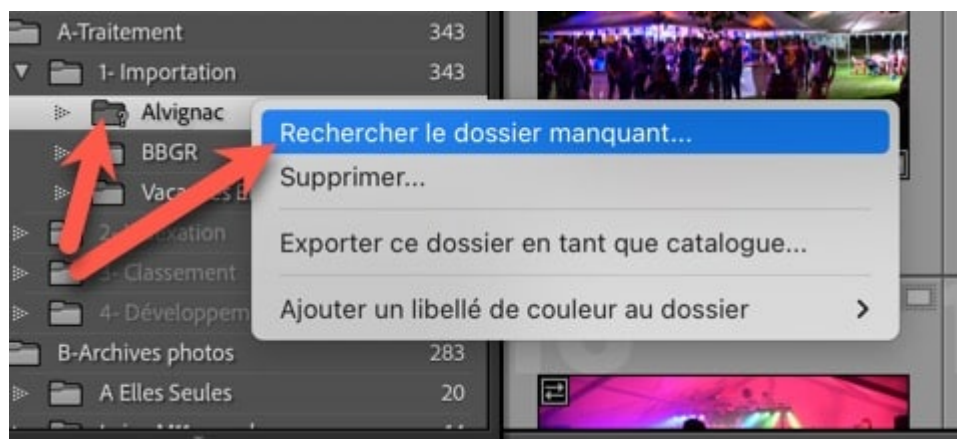 A-Traitement 343
1- Importation 343
Alvignac
Rechercher le dossier manquant...
BBGR
Supprimer...
Exporter ce dossier en tant que catalogue...
3- Classement
Ajouter un libellé de couleur au dossier
B-Archives photos 283
A Elles Seules 20